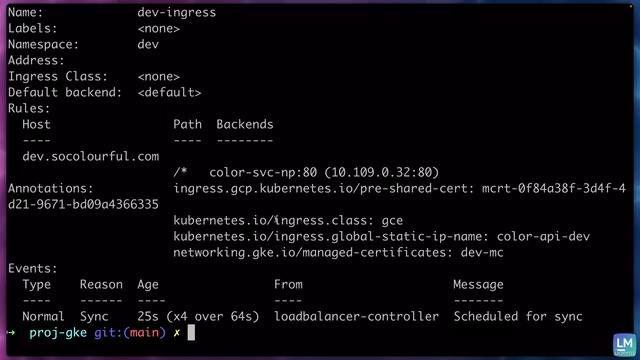 Name: dev-ingress
Labels: <none>
Namespace: dev
Address:
Ingress Class: <none>
Default backend: <default>
Rules:
Host Path Backends
---- ---- --------
dev.socolourful.com
/* color-svc-np:80 (10.109.0.32:80)
Annotations: ingress.gcp.kubernetes.io/pre-shared-cert: mcrt-0f84a38f-3d4f-4
d21-9671-bd09a4366335
kubernetes.io/ingress.class: gce
kubernetes.io/ingress.global-static-ip-name: color-api-dev
networking.gke.io/managed-certificates: dev-mc
Events:
Type Reason Age From Message
---- ------ ---- ---- -------
Normal Sync 25s (x4 over 64s) loadbalancer-controller Scheduled for sync
→ proj-gke git:(main) ✗
LM